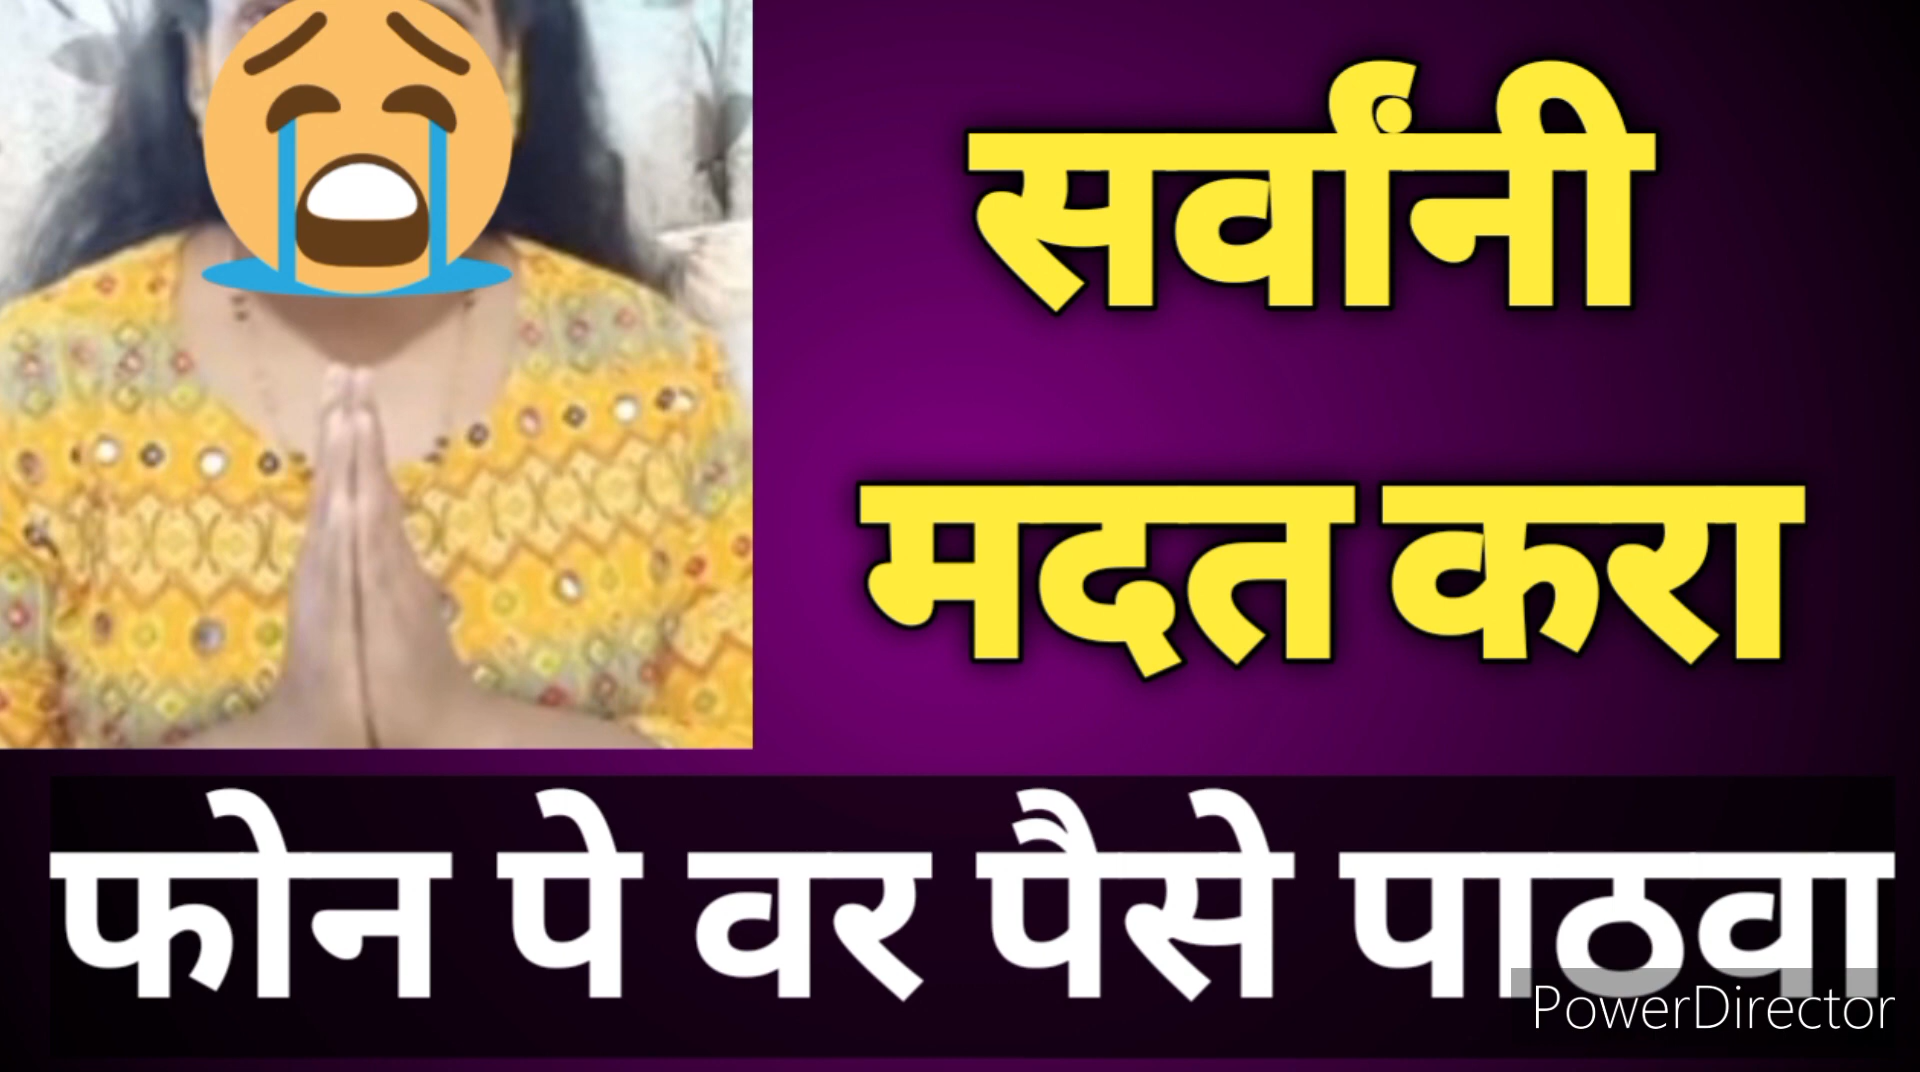 सर्वांनी
मदत करा
फोन पे वर पैसे पाठवा
PowerDirector